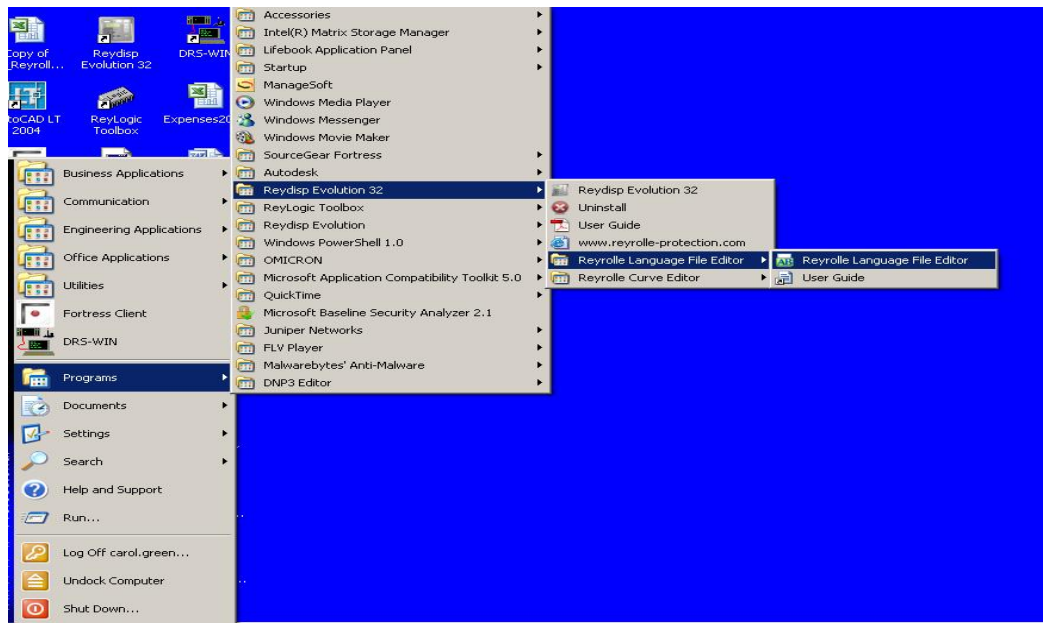 Copy of
Reydisp
DRS-WIN
_Reyroll...
Evolution 32
toCAD LT
ReyLogic
Expenses20
2004
Toolbox
Accessories
Intel(R) Matrix Storage Manager
Lifebook Application Panel
Startup
ManageSoft
Windows Media Player
Windows Messenger
Windows Movie Maker
SourceGear Fortress
Autodesk
Reydisp Evolution 32
ReyLogic Toolbox
Reydisp Evolution
Windows PowerShell 1.0
OMICRON
Microsoft Application Compatibility Toolkit 5.0
QuickTime
Microsoft Baseline Security Analyzer 2.1
Juniper Networks
FLV Player
Malwarebytes' Anti-Malware
DNP3 Editor
Business Applications
Communication
Engineering Applications
Office Applications
Utilities
Fortress Client
DRS-WIN
Programs
Documents
Settings
Search
Help and Support
Run...
Log Off carol.green...
Undock Computer
Shut Down...
Reydisp Evolution 32
Uninstall
User Guide
www.reyrolle-protection.com
Reyrolle Language File Editor
Reyrolle Curve Editor
Reyrolle Language File Editor
User Guide